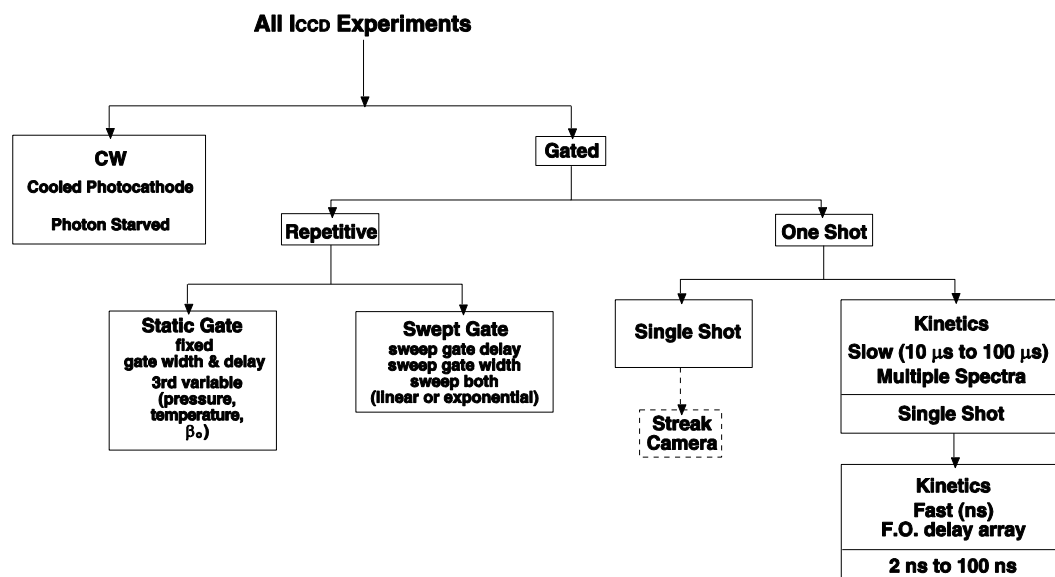 All ICCD Experiments
CW
Cooled Photocathode
Photon Starved
Gated
Repetitive
One Shot
Static Gate
fixed
gate width & delay
3rd variable
(pressure,
temperature,
βₒ)
Swept Gate
sweep gate delay
sweep gate width
sweep both
(linear or exponential)
Single Shot
Streak
Camera
Kinetics
Slow (10 μs to 100 μs)
Multiple Spectra
Single Shot
Kinetics
Fast (ns)
F.O. delay array
2 ns to 100 ns